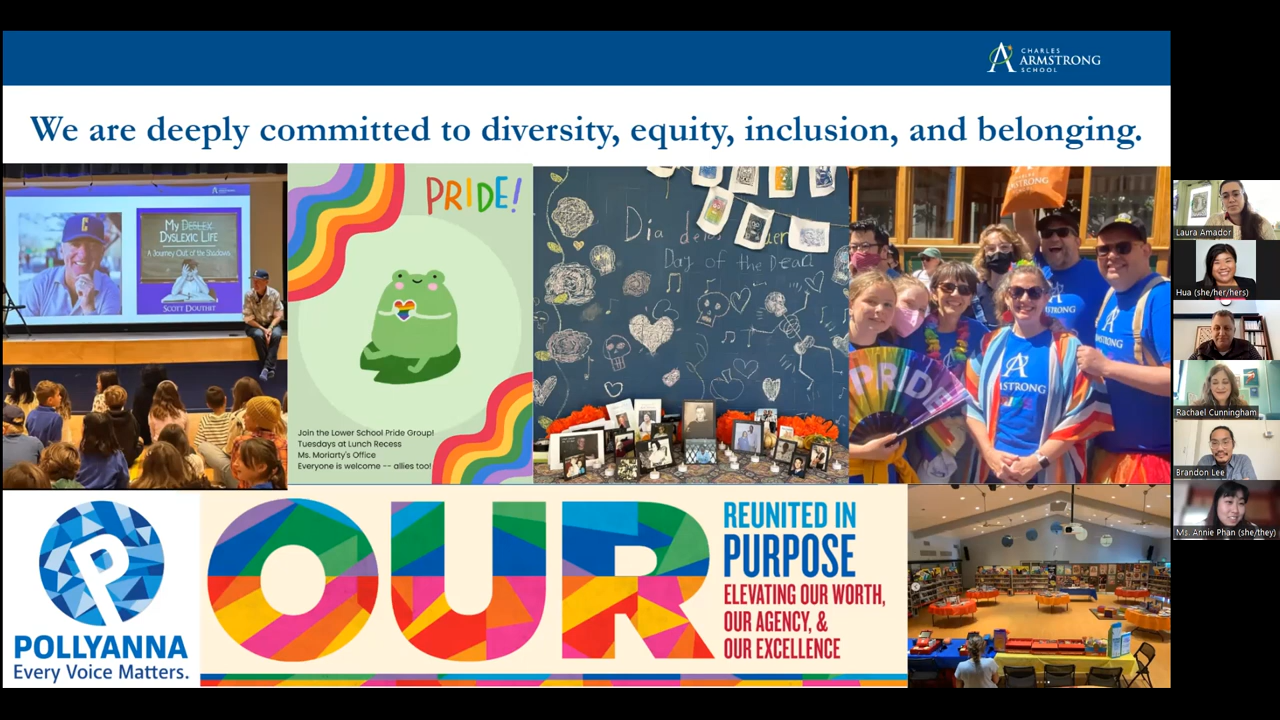 CHARLES
ARMSTRONG
SCHOOL
We are deeply committed to diversity, equity, inclusion, and belonging.
My Deslex
Dyslexic Life
A Journey Out of the Shadows
Scott Douthit
PRIDE!
Join the Lower School Pride Group!
Tuesdays at Lunch Recess
Ms. Moriarty's Office
Everyone is welcome -- allies too!
Dia de
Day of the Dead
ARMSTRONG
PRIDE
STRONG
POLLYANNA
Every Voice Matters.
OUR
REUNITED IN
PURPOSE
ELEVATING OUR WORTH,
OUR AGENCY, &
OUR EXCELLENCE
Laura Amador
Hua (she/her/hers)
Rachael Cunningham
Brandon Lee
Ms. Annie Phan (she/they)